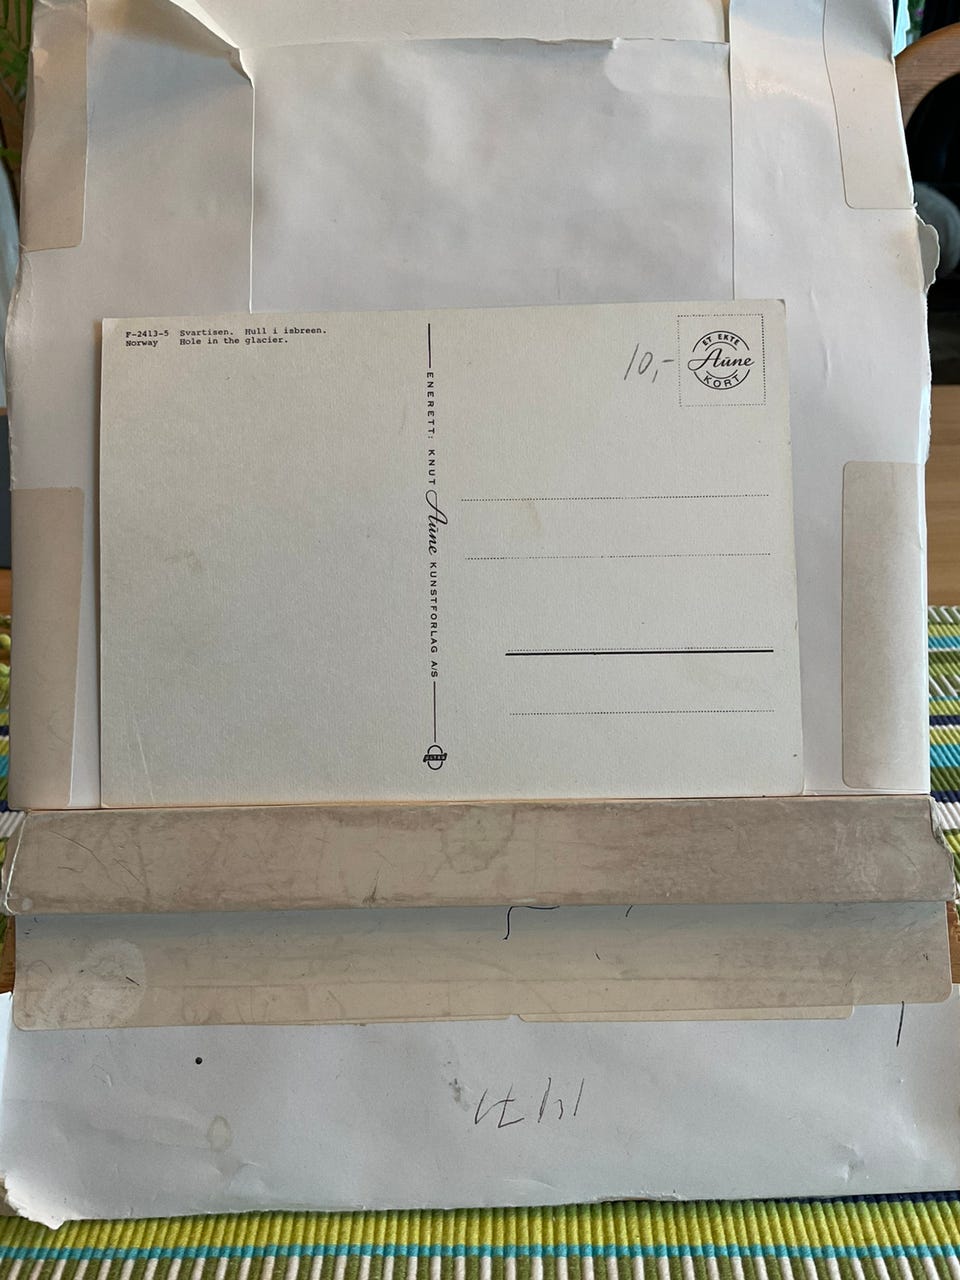 F-2413-5 Svartisen. Hull i isbreen.
Norway Hole in the glacier.
ENERETT: KNUT Aune KUNSTFORLAG A/S
10,-
ET EKTE
Aune
KORT